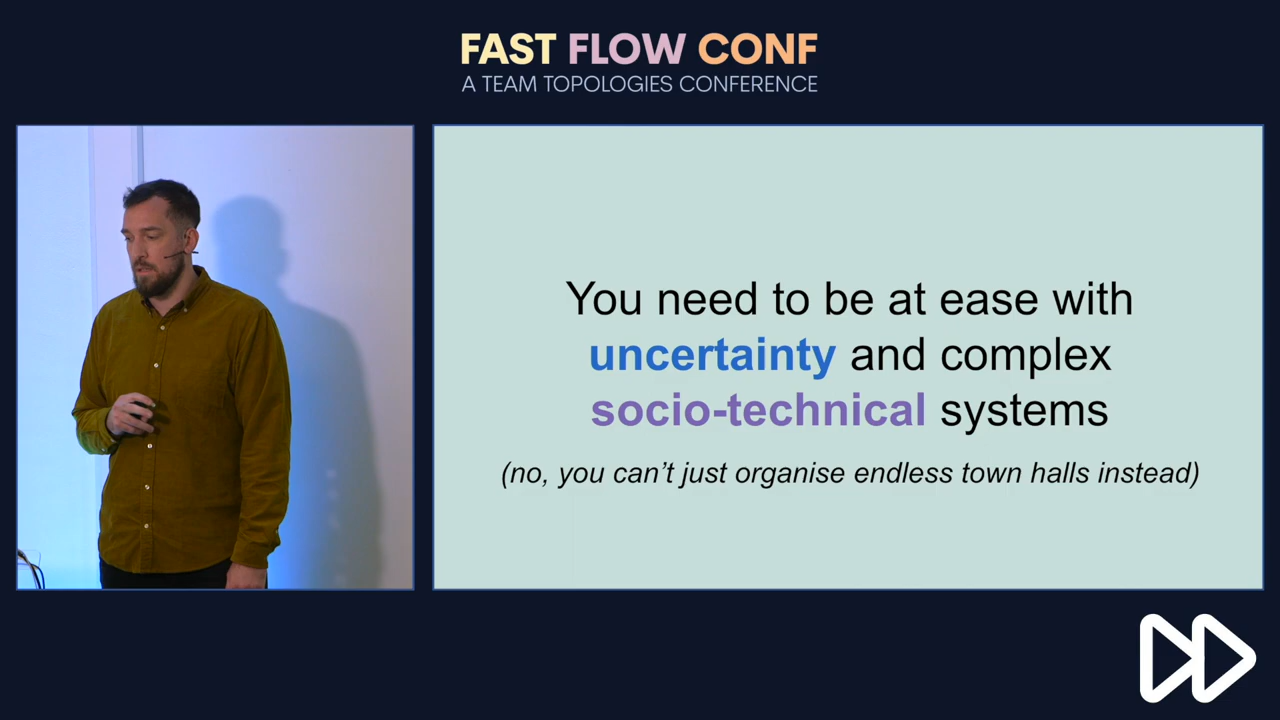 FAST FLOW CONF
A TEAM TOPOLOGIES CONFERENCE
You need to be at ease with
uncertainty and complex
socio-technical systems
(no, you can’t just organise endless town halls instead)